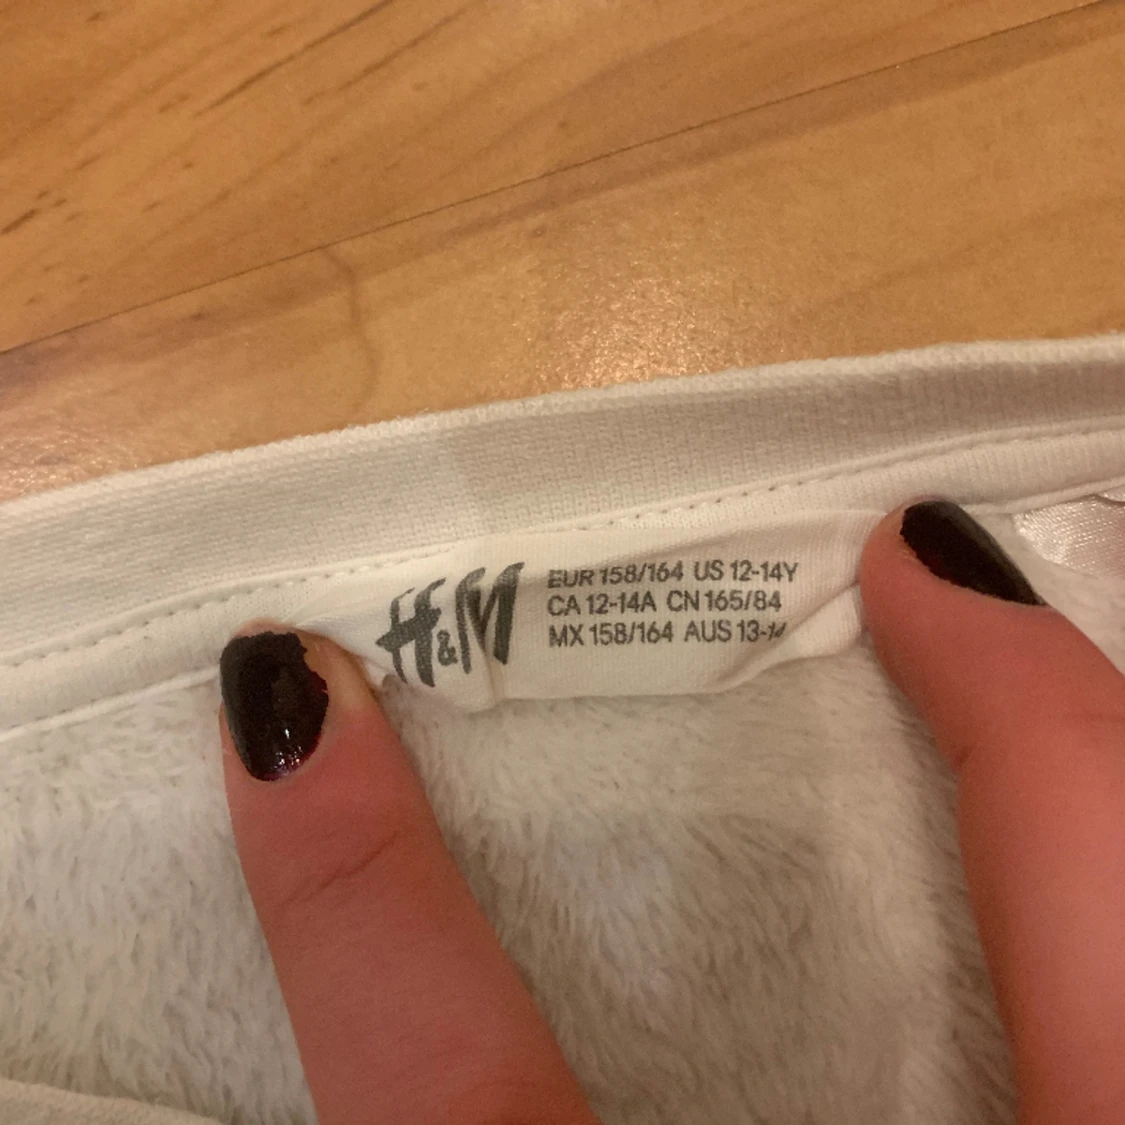 H&M
EUR 158/164 US 12-14Y
CA 12-14A CN 165/84
MX 158/164 AUS 13-14